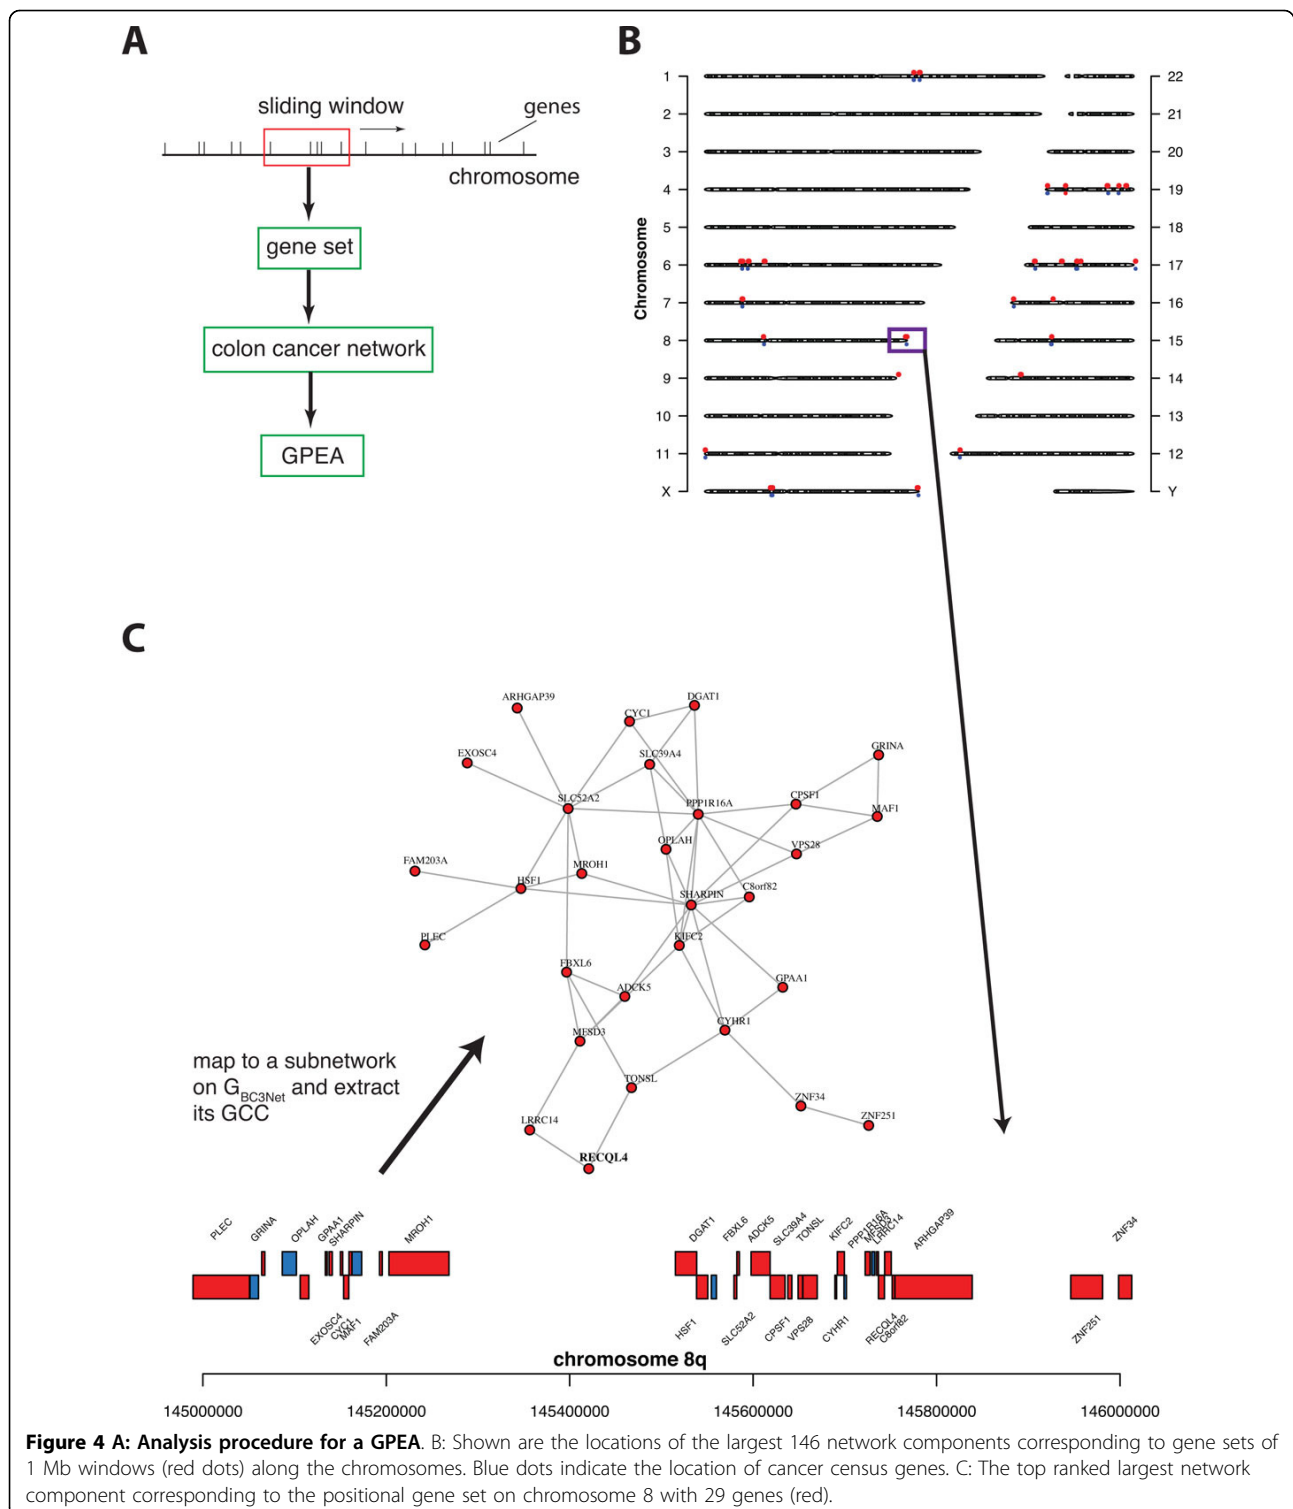 A
sliding window
genes
chromosome
gene set
colon cancer network
GPEA
B
Chromosome
1
2
3
4
5
6
7
8
9
10
11
X
22
21
20
19
18
17
16
15
14
13
12
Y
C
ARHGAP39
CYC1
DGAT1
EXOSC4
SLC39A4
GRINA
SLC52A2
PPP1R16A
CPSF1
MAF1
OPLAH
VPS28
FAM203A
MROH1
HSF1
C8orf82
SHARPIN
PLEC
KIFC2
FBXL6
GPAA1
ADCK5
CYHR1
MFSD3
TONSL
ZNF34
LRRC14
ZNF251
RECQL4
map to a subnetwork
on GBC3Net and extract
its GCC
PLEC GRINA OPLAH GPAA1 SHARPIN MROH1 DGAT1 FBXL6 ADCK5 SLC39A4 TONSL KIFC2 PPP1R16A MFSD3 LRRC14 ARHGAP39 ZNF34
EXOSC4 CYC1 MAF1 FAM203A HSF1 SLC52A2 CPSF1 VPS28 CYHR1 RECQL4 C8orf82 ZNF251
chromosome 8q
145000000 145200000 145400000 145600000 145800000 146000000
Figure 4 A: Analysis procedure for a GPEA. B: Shown are the locations of the largest 146 network components corresponding to gene sets of
1 Mb windows (red dots) along the chromosomes. Blue dots indicate the location of cancer census genes. C: The top ranked largest network
component corresponding to the positional gene set on chromosome 8 with 29 genes (red).